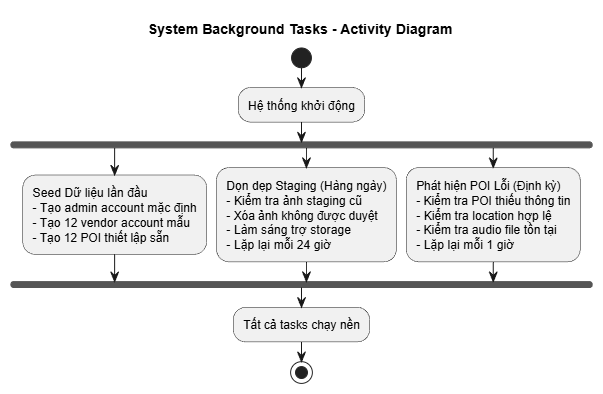 System Background Tasks - Activity Diagram
Hệ thống khởi động
Seed Dữ liệu lần đầu
- Tạo admin account mặc định
- Tạo 12 vendor account mẫu
- Tạo 12 POI thiết lập sẵn
Dọn dẹp Staging (Hàng ngày)
- Kiểm tra ảnh staging cũ
- Xóa ảnh không được duyệt
- Làm sáng trợ storage
- Lặp lại mỗi 24 giờ
Phát hiện POI Lỗi (Định kỳ)
- Kiểm tra POI thiếu thông tin
- Kiểm tra location hợp lệ
- Kiểm tra audio file tồn tại
- Lặp lại mỗi 1 giờ
Tất cả tasks chạy nền